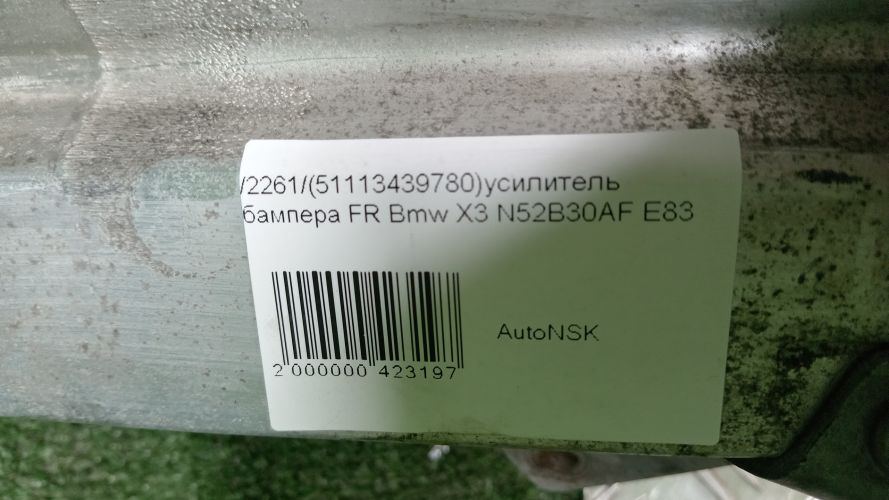 /2261/(51113439780)усилитель
бампера FR Bmw X3 N52B30AF E83
AutoNSK
2 000000 423197